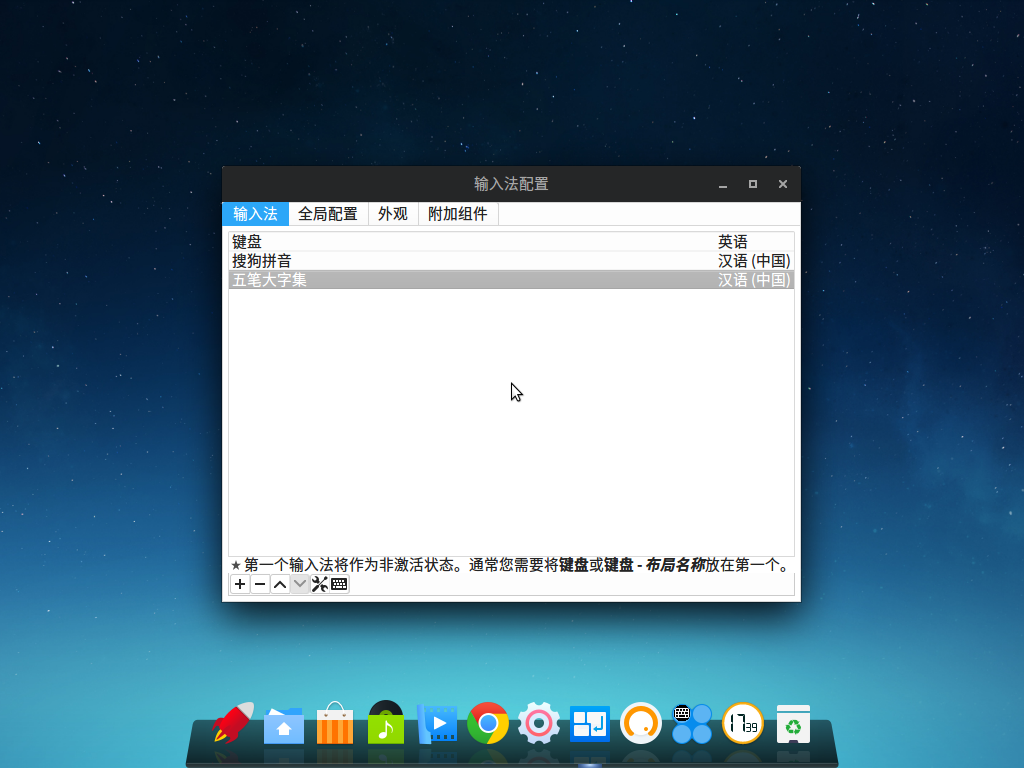 输入法配置
输入法 全局配置 外观 附加组件
键盘 英语
搜狗拼音 汉语 (中国)
五笔大字集 汉语 (中国)
★ 第一个输入法将作为非激活状态。通常您需要将键盘或键盘 - 布局名称放在第一个。
17 39